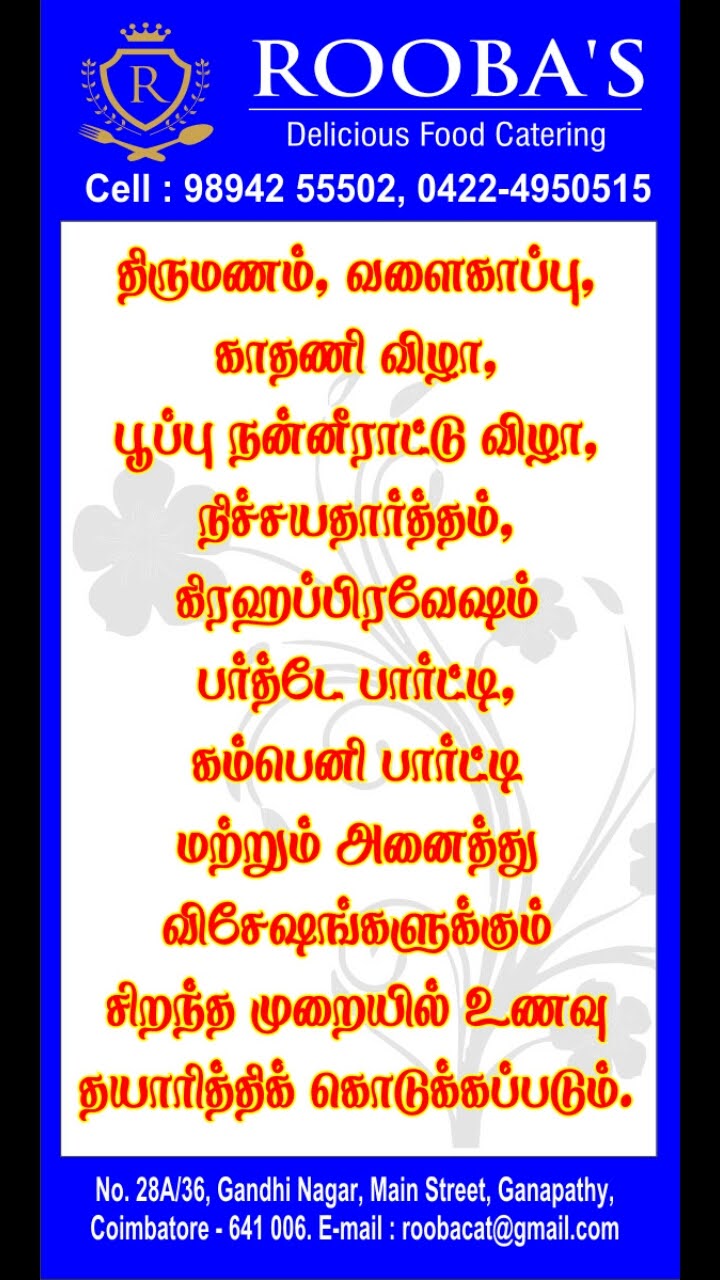 R
ROOBA'S
Delicious Food Catering
Cell : 98942 55502, 0422-4950515
திருமணம், வளைகாப்பு,
காதணி விழா,
பூப்பு நன்னீராட்டு விழா,
நிச்சயதார்த்தம்,
கிரஹப்பிரவேஷம்
பர்த்டே பார்ட்டி,
கம்பெனி பார்ட்டி
மற்றும் அனைத்து
விசேஷங்களுக்கும்
சிறந்த முறையில் உணவு
தயாரித்திக் கொடுக்கப்படும்.
No. 28A/36, Gandhi Nagar, Main Street, Ganapathy,
Coimbatore - 641 006. E-mail : roobacat@gmail.com